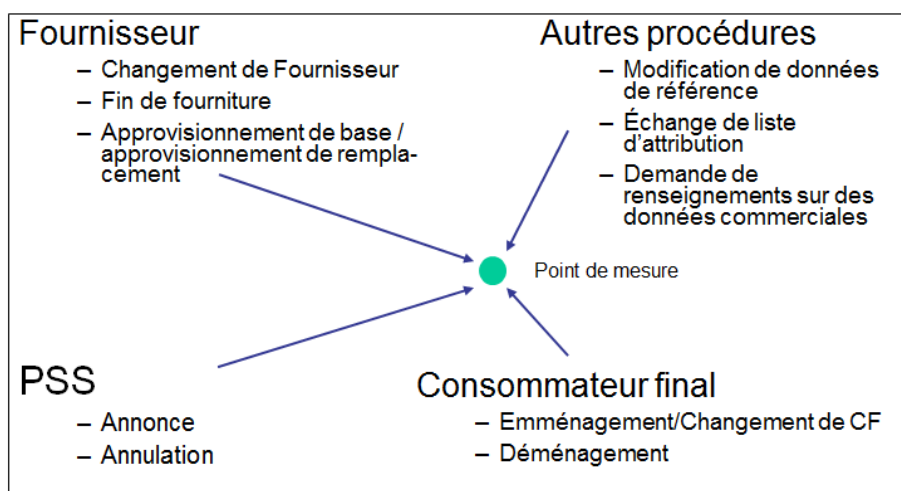 Fournisseur
– Changement de Fournisseur
– Fin de fourniture
– Approvisionnement de base /
approvisionnement de rempla-
cement
Autres procédures
– Modification de données
de référence
– Échange de liste
d'attribution
– Demande de
renseignements sur des
données commerciales
Point de mesure
PSS
– Annonce
– Annulation
Consommateur final
– Emménagement/Changement de CF
– Déménagement